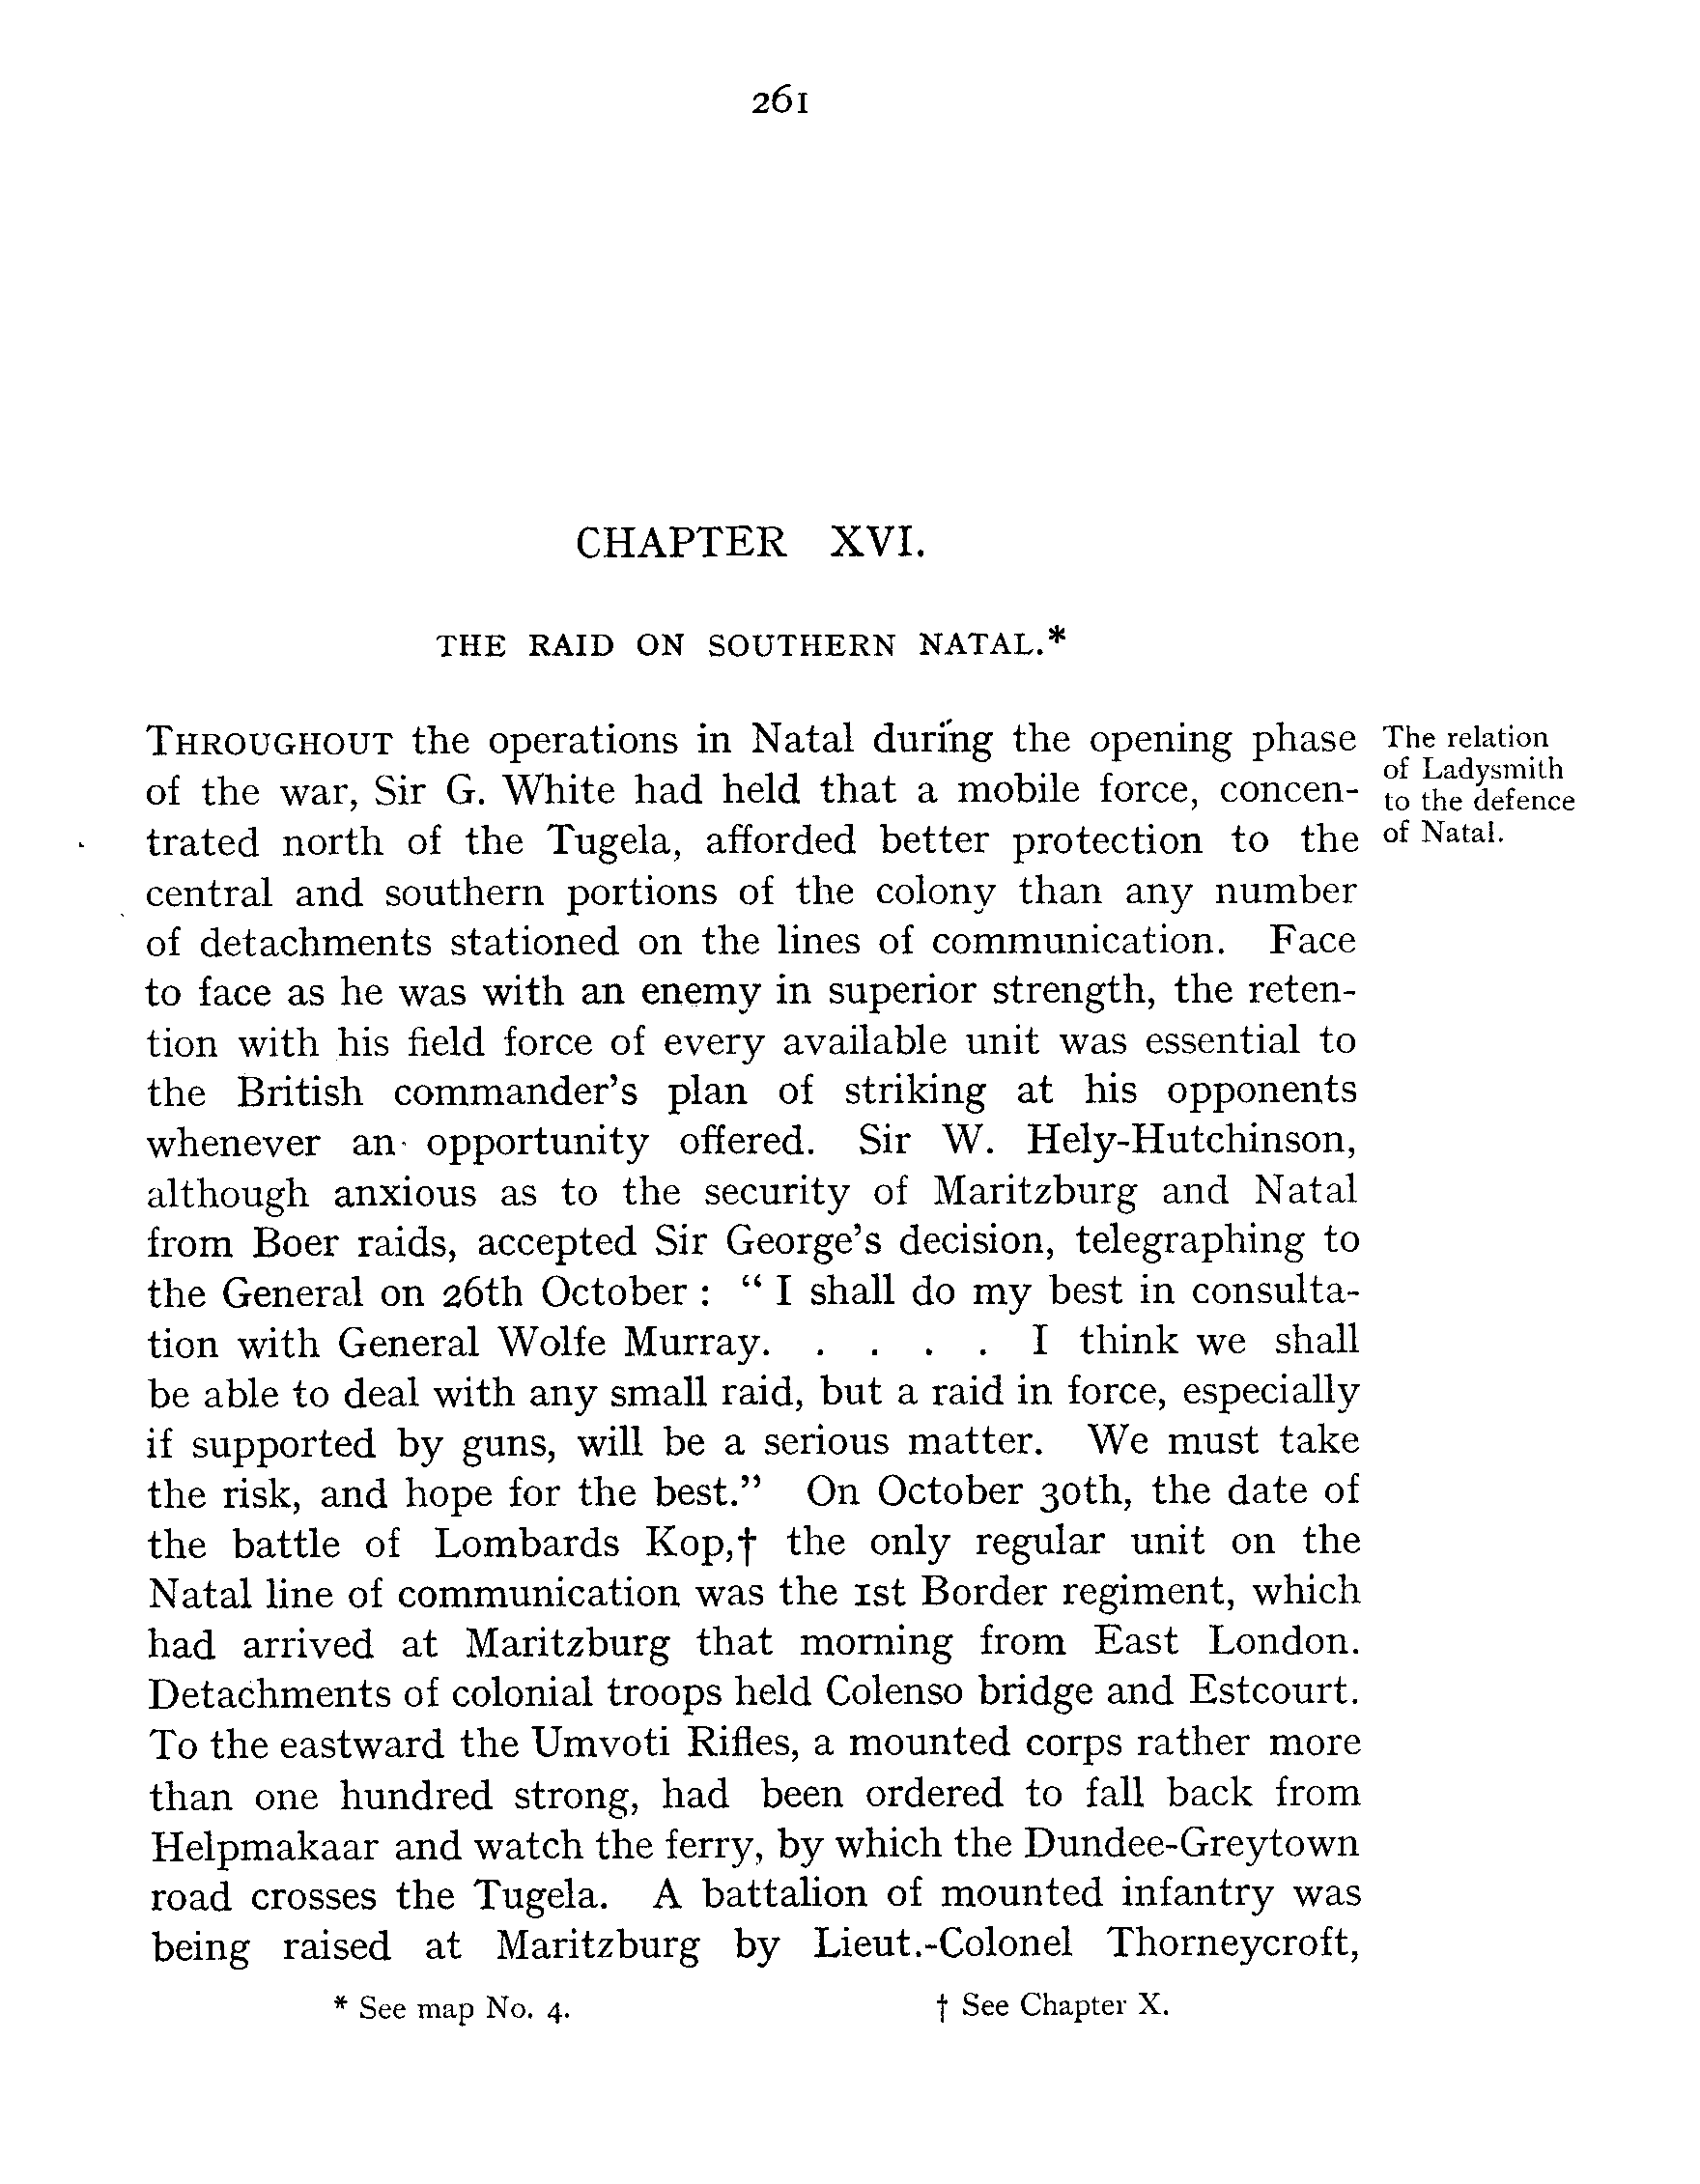 261
CHAPTER XVI.
THE RAID ON SOUTHERN NATAL.*
THROUGHOUT the operations in Natal during the opening phase
of the war, Sir G. White had held that a mobile force, concen-
trated north of the Tugela, afforded better protection to the
central and southern portions of the colony than any number
of detachments stationed on the lines of communication. Face
to face as he was with an enemy in superior strength, the reten-
tion with his field force of every available unit was essential to
the British commander's plan of striking at his opponents
whenever an opportunity offered. Sir W. Hely-Hutchinson,
although anxious as to the security of Maritzburg and Natal
from Boer raids, accepted Sir George's decision, telegraphing to
the General on 26th October : “ I shall do my best in consulta-
tion with General Wolfe Murray. . . . . I think we shall
be able to deal with any small raid, but a raid in force, especially
if supported by guns, will be a serious matter. We must take
the risk, and hope for the best.” On October 30th, the date of
the battle of Lombards Kop,† the only regular unit on the
Natal line of communication was the 1st Border regiment, which
had arrived at Maritzburg that morning from East London.
Detachments of colonial troops held Colenso bridge and Estcourt.
To the eastward the Umvoti Rifles, a mounted corps rather more
than one hundred strong, had been ordered to fall back from
Helpmakaar and watch the ferry, by which the Dundee-Greytown
road crosses the Tugela. A battalion of mounted infantry was
being raised at Maritzburg by Lieut.-Colonel Thorneycroft,
The relation
of Ladysmith
to the defence
of Natal.
* See map No. 4.
† See Chapter X.